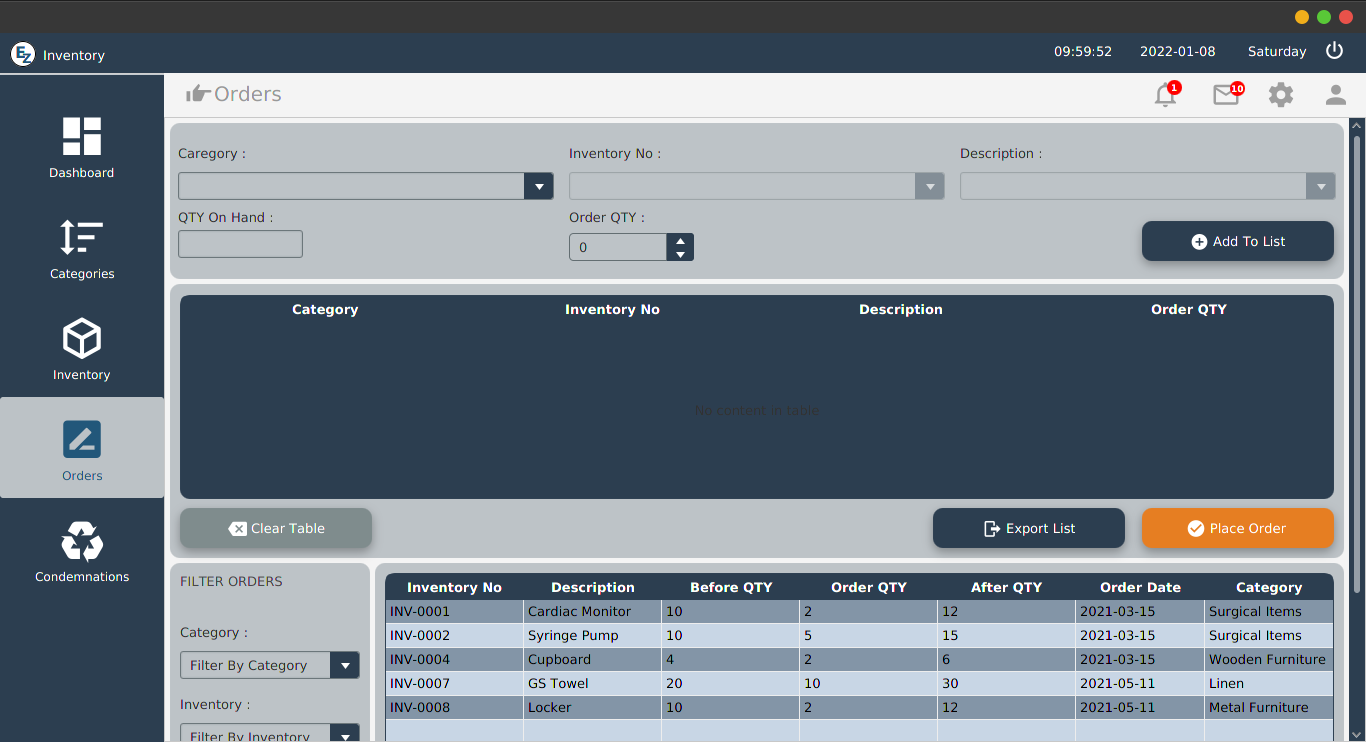 EZ Inventory 09:59:52 2022-01-08 Saturday
Orders 1 10
Dashboard
Categories
Inventory
Orders
Condemnations
Caregory : Inventory No : Description :
QTY On Hand : Order QTY :
0
Add To List
Category Inventory No Description Order QTY
No content in table
Clear Table Export List Place Order
FILTER ORDERS
Category :
Filter By Category
Inventory :
Filter By Inventory
Inventory No Description Before QTY Order QTY After QTY Order Date Category
INV-0001 Cardiac Monitor 10 2 12 2021-03-15 Surgical Items
INV-0002 Syringe Pump 10 5 15 2021-03-15 Surgical Items
INV-0004 Cupboard 4 2 6 2021-03-15 Wooden Furniture
INV-0007 GS Towel 20 10 30 2021-05-11 Linen
INV-0008 Locker 10 2 12 2021-05-11 Metal Furniture